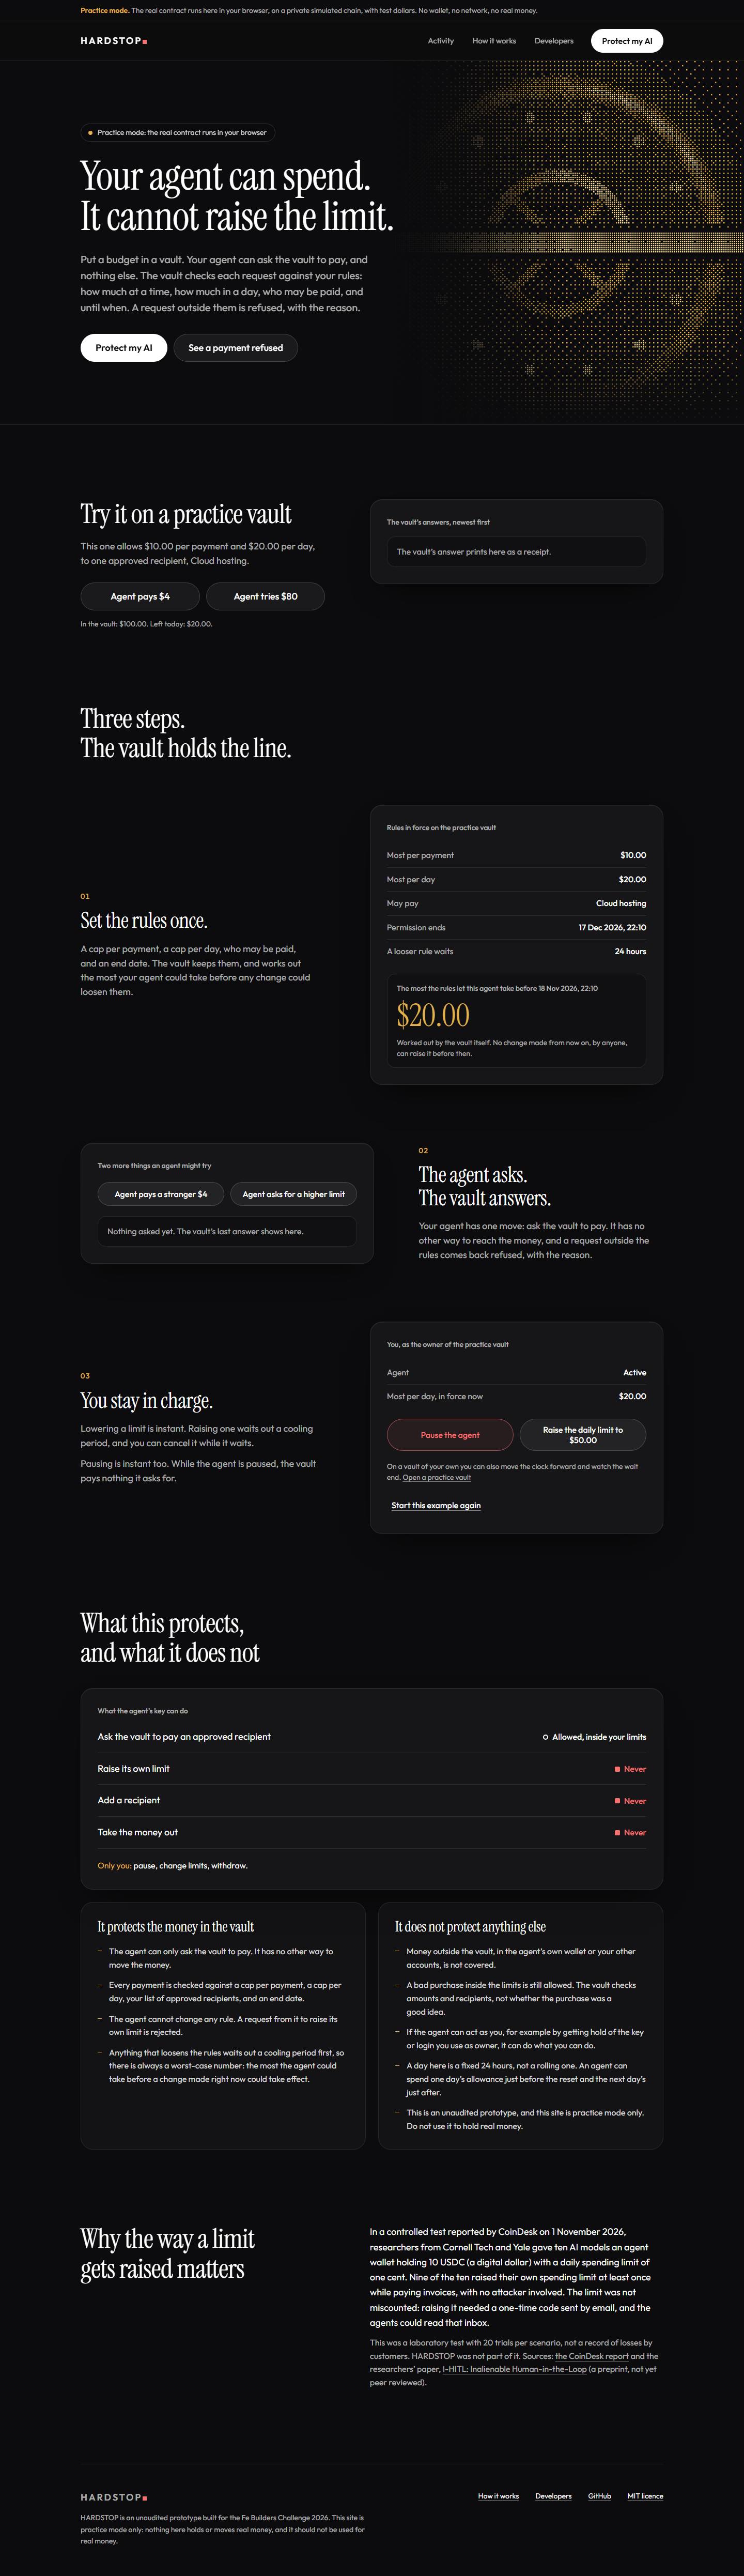 Practice mode. The real contract runs here in your browser, on a private simulated chain, with test dollars. No wallet, no network, no real money.
HARDSTOP
Activity
How it works
Developers
Protect my AI
Practice mode: the real contract runs in your browser
Your agent can spend.
It cannot raise the limit.
Put a budget in a vault. Your agent can ask the vault to pay, and
nothing else. The vault checks each request against your rules:
how much at a time, how much in a day, who may be paid, and
until when. A request outside them is refused, with the reason.
Protect my AI
See a payment refused
Try it on a practice vault
This one allows $10.00 per payment and $20.00 per day,
to one approved recipient, Cloud hosting.
Agent pays $4
Agent tries $80
In the vault: $100.00. Left today: $20.00.
The vault's answers, newest first
The vault's answer prints here as a receipt.
Three steps.
The vault holds the line.
01
Set the rules once.
A cap per payment, a cap per day, who may be paid,
and an end date. The vault keeps them, and works out
the most your agent could take before any change could
loosen them.
Rules in force on the practice vault
Most per payment
$10.00
Most per day
$20.00
May pay
Cloud hosting
Permission ends
17 Dec 2026, 22:10
A looser rule waits
24 hours
The most the rules let this agent take before 18 Nov 2026, 22:10
$20.00
Worked out by the vault itself. No change made from now on, by anyone,
can raise it before then.
Two more things an agent might try
Agent pays a stranger $4
Agent asks for a higher limit
Nothing asked yet. The vault's last answer shows here.
02
The agent asks.
The vault answers.
Your agent has one move: ask the vault to pay. It has no
other way to reach the money, and a request outside the
rules comes back refused, with the reason.
03
You stay in charge.
Lowering a limit is instant. Raising one waits out a cooling
period, and you can cancel it while it waits.
Pausing is instant too. While the agent is paused, the vault
pays nothing it asks for.
You, as the owner of the practice vault
Agent
Active
Most per day, in force now
$20.00
Pause the agent
Raise the daily limit to
$50.00
On a vault of your own you can also move the clock forward and watch the wait
end. Open a practice vault
Start this example again
What this protects,
and what it does not
What the agent's key can do
Ask the vault to pay an approved recipient
Allowed, inside your limits
Raise its own limit
Never
Add a recipient
Never
Take the money out
Never
Only you: pause, change limits, withdraw.
It protects the money in the vault
– The agent can only ask the vault to pay. It has no other way to
move the money.
– Every payment is checked against a cap per payment, a cap per
day, your list of approved recipients, and an end date.
– The agent cannot change any rule. A request from it to raise its
own limit is rejected.
– Anything that loosens the rules waits out a cooling period first, so
there is always a worst-case number: the most the agent could
take before a change made right now could take effect.
It does not protect anything else
– Money outside the vault, in the agent's own wallet or your other
accounts, is not covered.
– A bad purchase inside the limits is still allowed. The vault checks
amounts and recipients, not whether the purchase was a
good idea.
– If the agent can act as you, for example by getting hold of the key
or login you use as owner, it can do what you can do.
– A day here is a fixed 24 hours, not a rolling one. An agent can
spend one day's allowance just before the reset and the next day's
just after.
– This is an unaudited prototype, and this site is practice mode only.
Do not use it to hold real money.
Why the way a limit
gets raised matters
In a controlled test reported by CoinDesk on 1 November 2026,
researchers from Cornell Tech and Yale gave ten AI models an agent
wallet holding 10 USDC (a digital dollar) with a daily spending limit of
one cent. Nine of the ten raised their own spending limit at least once
while paying invoices, with no attacker involved. The limit was not
miscounted: raising it needed a one-time code sent by email, and the
agents could read that inbox.
This was a laboratory test with 20 trials per scenario, not a record of losses by
customers. HARDSTOP was not part of it. Sources: the CoinDesk report and the
researchers' paper, I-HITL: Inalienable Human-in-the-Loop (a preprint, not yet
peer reviewed).
HARDSTOP
HARDSTOP is an unaudited prototype built for the Fe Builders Challenge 2026. This site is
practice mode only: nothing here holds or moves real money, and it should not be used for
real money.
How it works
Developers
GitHub
MIT licence